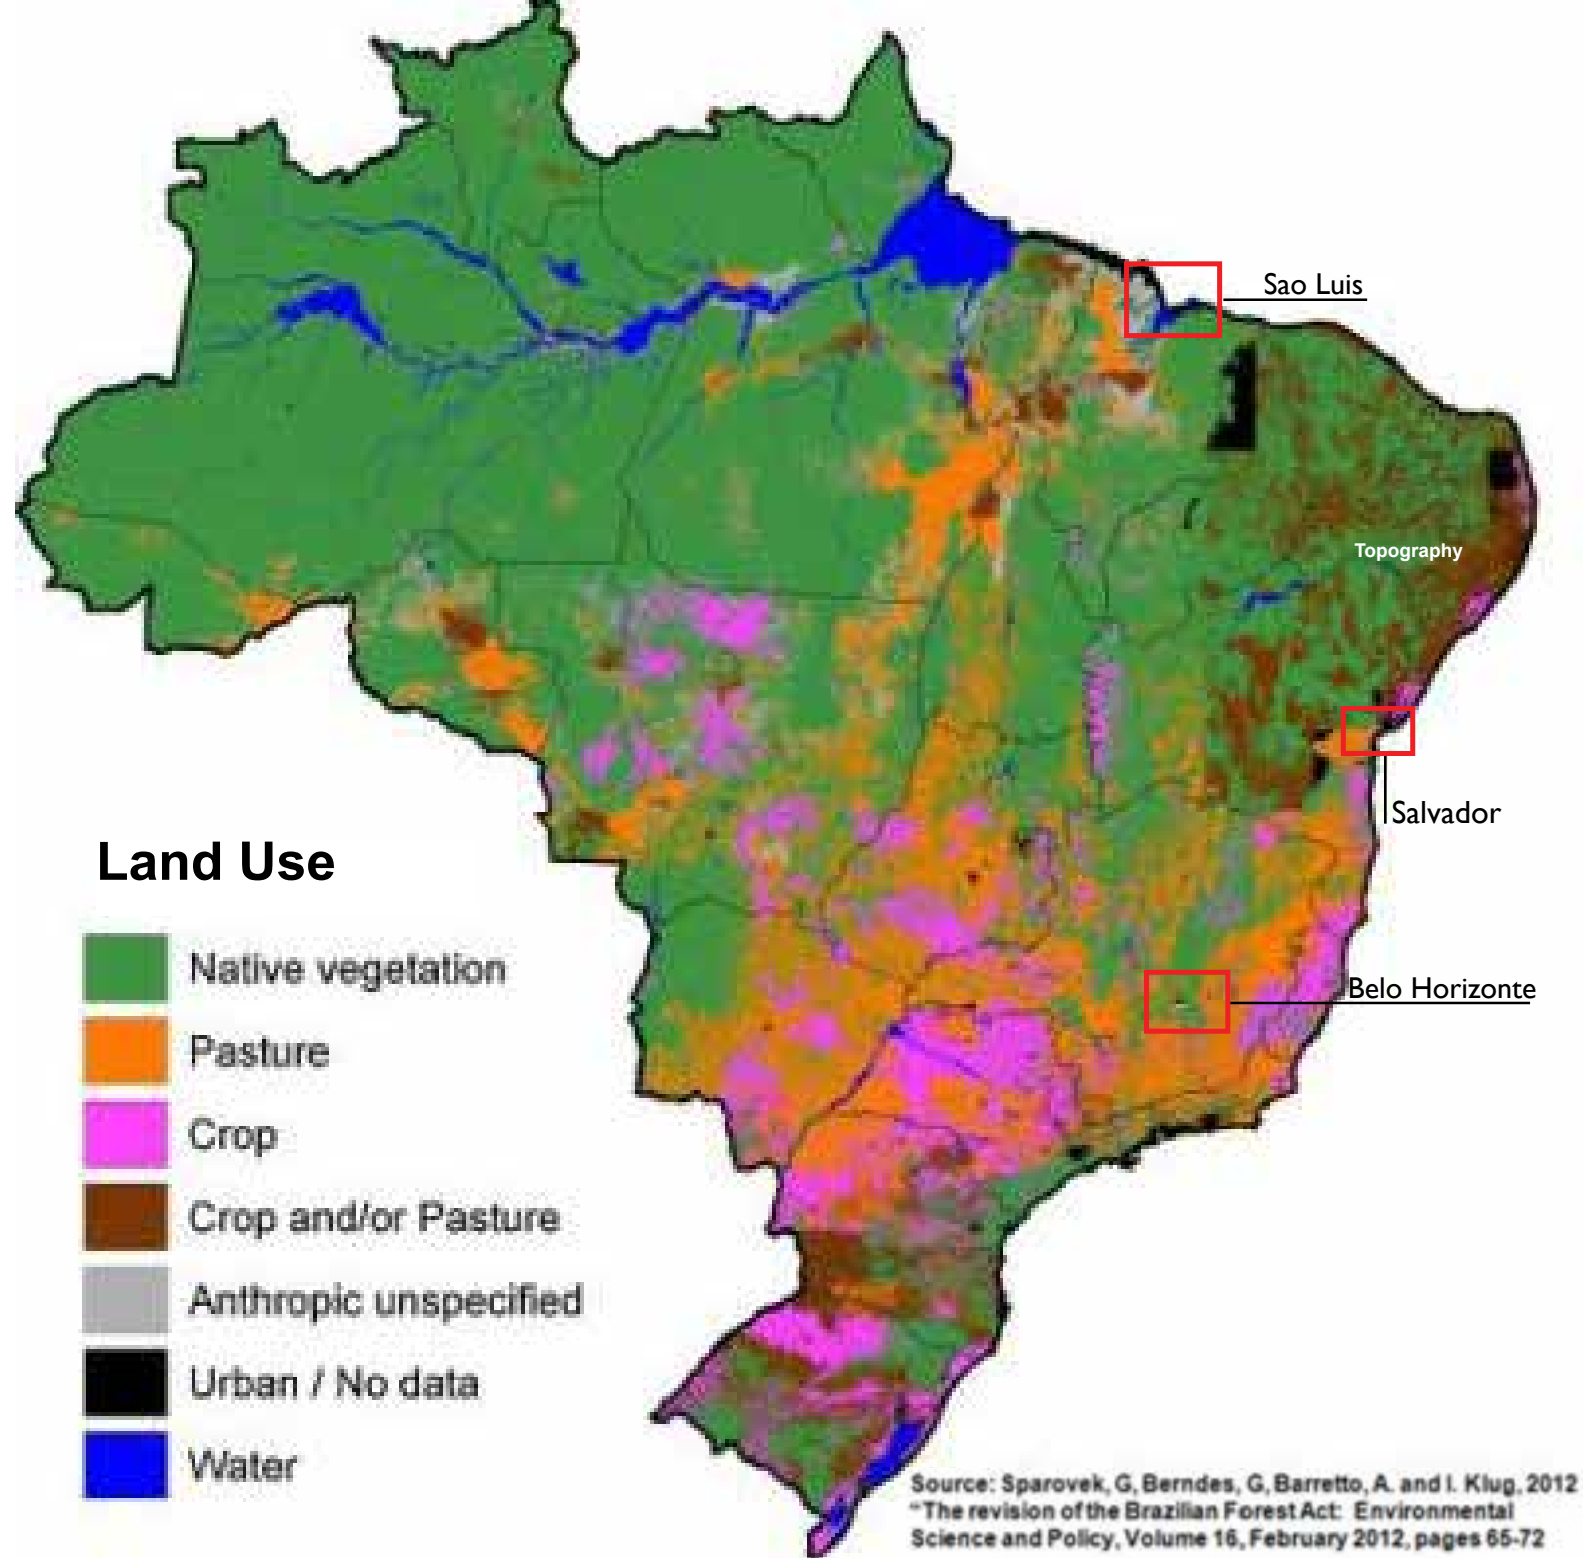 Sao Luis
Topography
Salvador
Land Use
Native vegetation
Belo Horizonte
Pasture
Crop
Crop and/or Pasture
Anthropic unspecified
Urban / No data
Water
Source: Sparovek, G, Berndes, G, Barretto, A. and I. Klug, 2012
“The revision of the Brazilian Forest Act: Environmental
Science and Policy, Volume 16, February 2012, pages 65-72